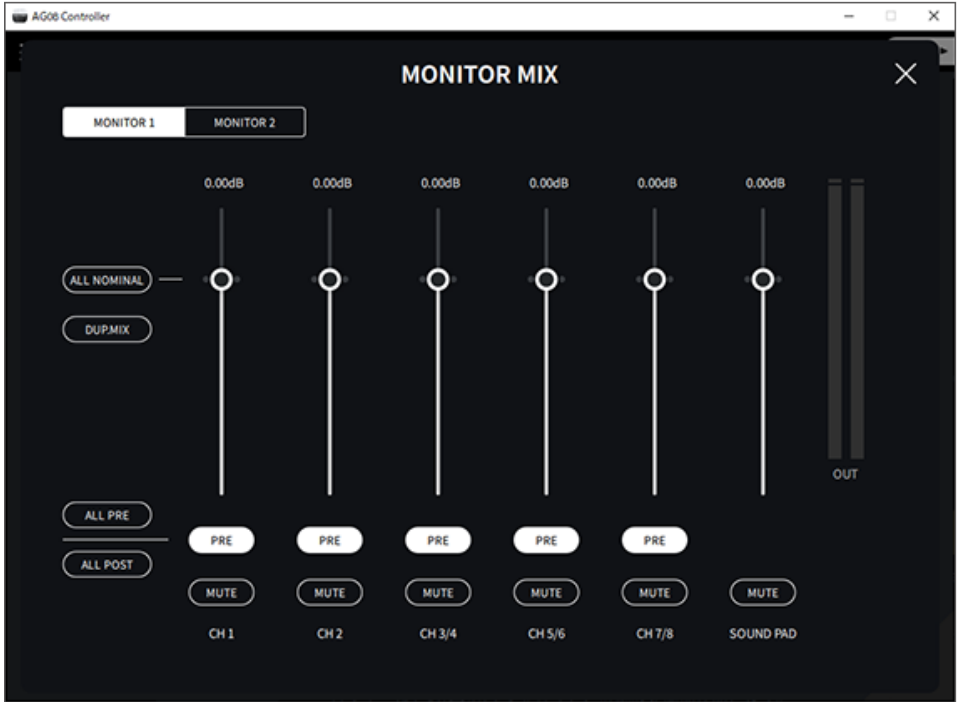 AG08 Controller
MONITOR MIX
MONITOR 1 MONITOR 2
0.00dB 0.00dB 0.00dB 0.00dB 0.00dB 0.00dB
ALL NOMINAL
DUP.MIX
OUT
ALL PRE
PRE PRE PRE PRE PRE
ALL POST
MUTE MUTE MUTE MUTE MUTE MUTE
CH 1 CH 2 CH 3/4 CH 5/6 CH 7/8 SOUND PAD